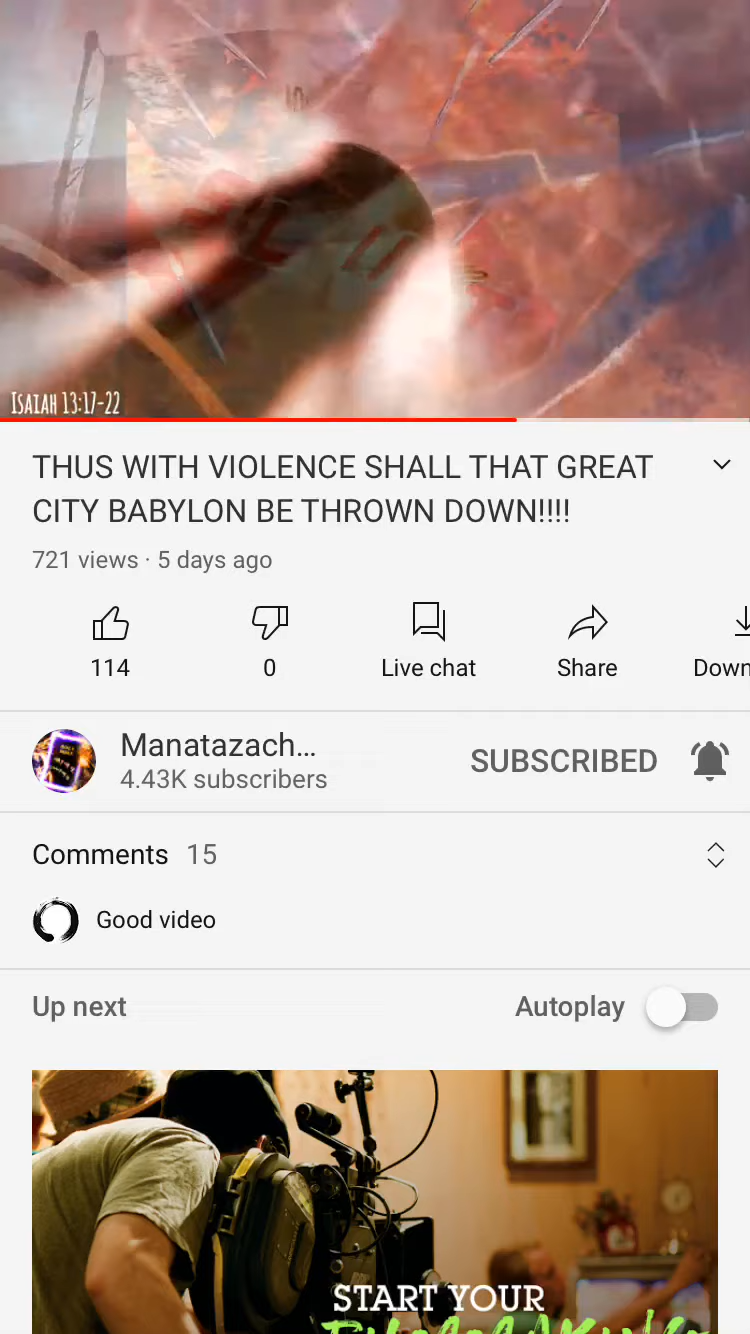 ISAIAH 13:17-22
THUS WITH VIOLENCE SHALL THAT GREAT
CITY BABYLON BE THROWN DOWN!!!!
721 views · 5 days ago
114
0
Live chat
Share
Down
Manatazach...
4.43K subscribers
SUBSCRIBED
Comments 15
Good video
Up next
Autoplay
START YOUR